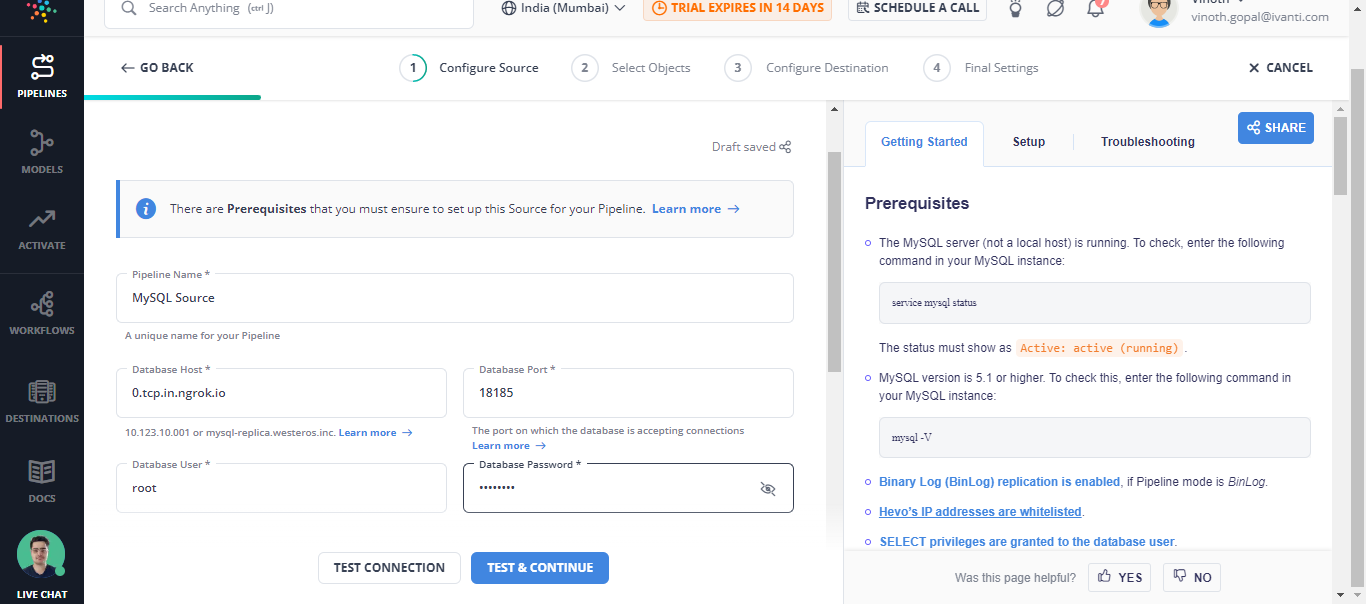 Search Anything (ctrl J)
India (Mumbai)
TRIAL EXPIRES IN 14 DAYS
SCHEDULE A CALL
7
Vinoth
vinoth.gopal@ivanti.com
PIPELINES
MODELS
ACTIVATE
WORKFLOWS
DESTINATIONS
DOCS
LIVE CHAT
← GO BACK
1 Configure Source
2 Select Objects
3 Configure Destination
4 Final Settings
✕ CANCEL
Draft saved
i There are Prerequisites that you must ensure to set up this Source for your Pipeline. Learn more →
Pipeline Name *
MySQL Source
A unique name for your Pipeline
Database Host *
0.tcp.in.ngrok.io
10.123.10.001 or mysql-replica.westeros.inc. Learn more →
Database Port *
18185
The port on which the database is accepting connections
Learn more →
Database User *
root
Database Password *
••••••••
TEST CONNECTION
TEST & CONTINUE
Getting Started
Setup
Troubleshooting
SHARE
Prerequisites
The MySQL server (not a local host) is running. To check, enter the following
command in your MySQL instance:
service mysql status
The status must show as Active: active (running) .
MySQL version is 5.1 or higher. To check this, enter the following command in
your MySQL instance:
mysql -V
Binary Log (BinLog) replication is enabled, if Pipeline mode is BinLog.
Hevo's IP addresses are whitelisted.
SELECT privileges are granted to the database user.
Was this page helpful?
YES
NO